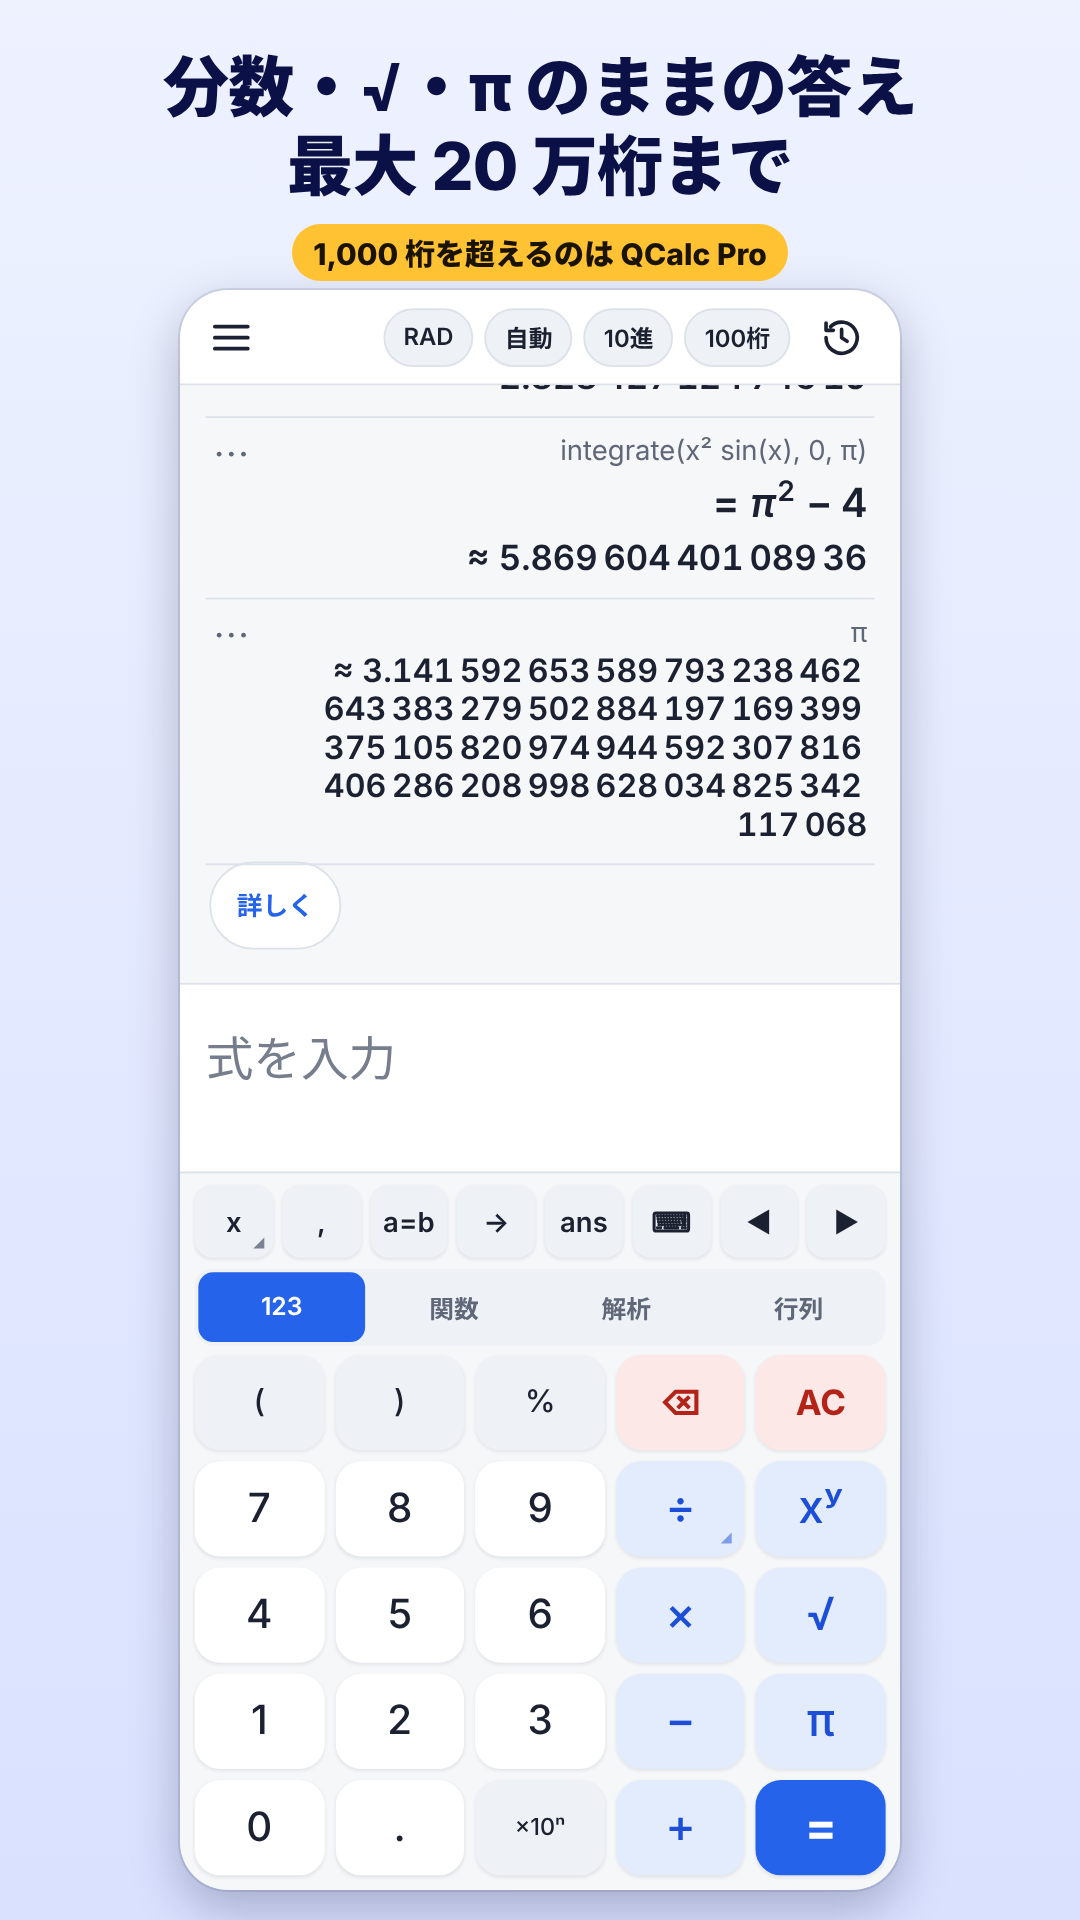 分数・√・π のままの答え
最大 20 万桁まで
1,000 桁を超えるのは QCalc Pro
RAD 自動 10進 100桁
… integrate(x² sin(x), 0, π)
= π² − 4
≈ 5.869 604 401 089 36
… π
≈ 3.141 592 653 589 793 238 462
643 383 279 502 884 197 169 399
375 105 820 974 944 592 307 816
406 286 208 998 628 034 825 342
117 068
詳しく
式を入力
x , a=b → ans ⌨ ◀ ▶
123 関数 解析 行列
( ) % ⌫ AC
7 8 9 ÷ xʸ
4 5 6 × √
1 2 3 − π
0 . ×10ⁿ + =